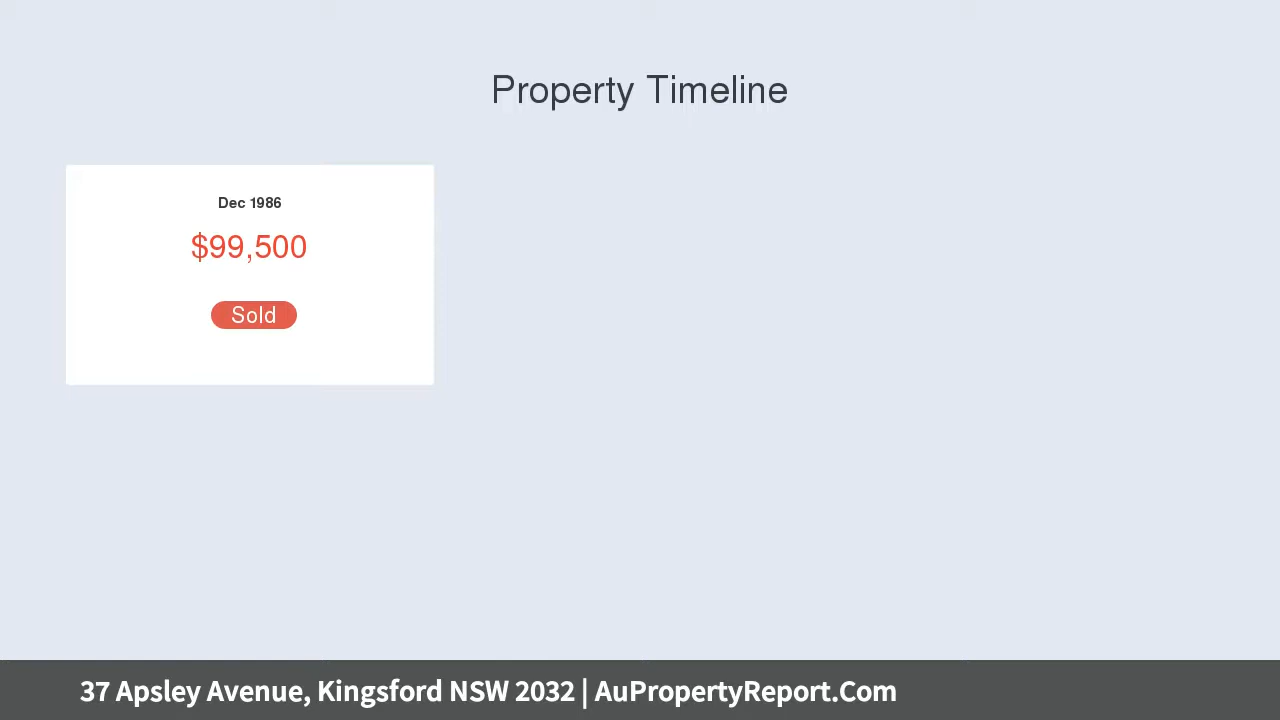 Property Timeline
Dec 1986
$99,500
Sold
37 Apsley Avenue, Kingsford NSW 2032 | AuPropertyReport.Com